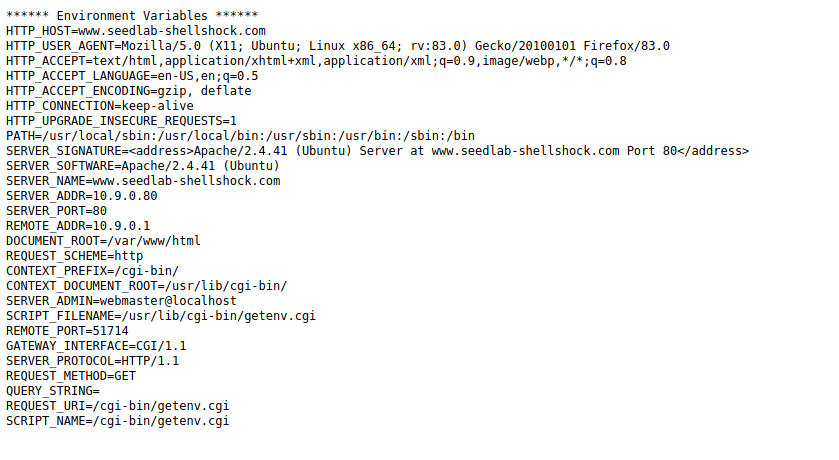 ****** Environment Variables ******
HTTP_HOST=www.seedlab-shellshock.com
HTTP_USER_AGENT=Mozilla/5.0 (X11; Ubuntu; Linux x86_64; rv:83.0) Gecko/20100101 Firefox/83.0
HTTP_ACCEPT=text/html,application/xhtml+xml,application/xml;q=0.9,image/webp,*/*;q=0.8
HTTP_ACCEPT_LANGUAGE=en-US,en;q=0.5
HTTP_ACCEPT_ENCODING=gzip, deflate
HTTP_CONNECTION=keep-alive
HTTP_UPGRADE_INSECURE_REQUESTS=1
PATH=/usr/local/sbin:/usr/local/bin:/usr/sbin:/usr/bin:/sbin:/bin
SERVER_SIGNATURE=<address>Apache/2.4.41 (Ubuntu) Server at www.seedlab-shellshock.com Port 80</address>
SERVER_SOFTWARE=Apache/2.4.41 (Ubuntu)
SERVER_NAME=www.seedlab-shellshock.com
SERVER_ADDR=10.9.0.80
SERVER_PORT=80
REMOTE_ADDR=10.9.0.1
DOCUMENT_ROOT=/var/www/html
REQUEST_SCHEME=http
CONTEXT_PREFIX=/cgi-bin/
CONTEXT_DOCUMENT_ROOT=/usr/lib/cgi-bin/
SERVER_ADMIN=webmaster@localhost
SCRIPT_FILENAME=/usr/lib/cgi-bin/getenv.cgi
REMOTE_PORT=51714
GATEWAY_INTERFACE=CGI/1.1
SERVER_PROTOCOL=HTTP/1.1
REQUEST_METHOD=GET
QUERY_STRING=
REQUEST_URI=/cgi-bin/getenv.cgi
SCRIPT_NAME=/cgi-bin/getenv.cgi